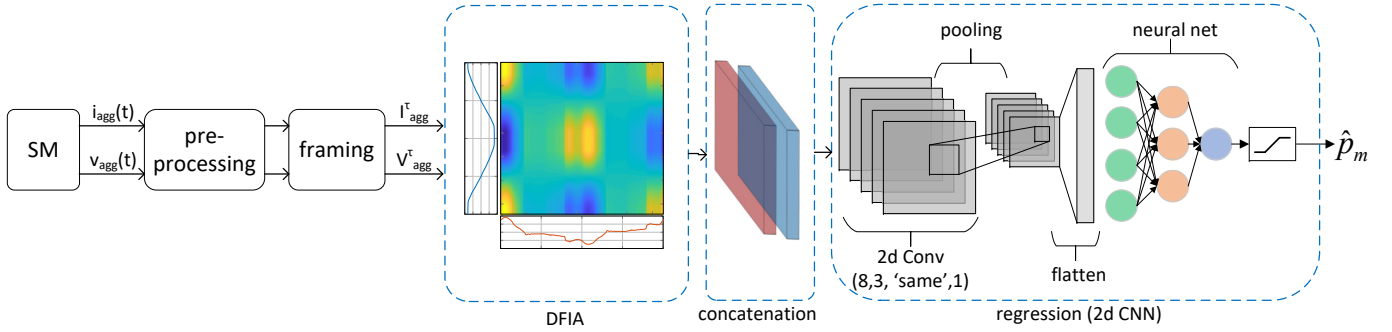 SM
i_agg(t)
v_agg(t)
pre-
processing
framing
I^τ_agg
V^τ_agg
DFIA
concatenation
pooling
neural net
2d Conv
(8,3, 'same',1)
flatten
regression (2d CNN)
p̂_m